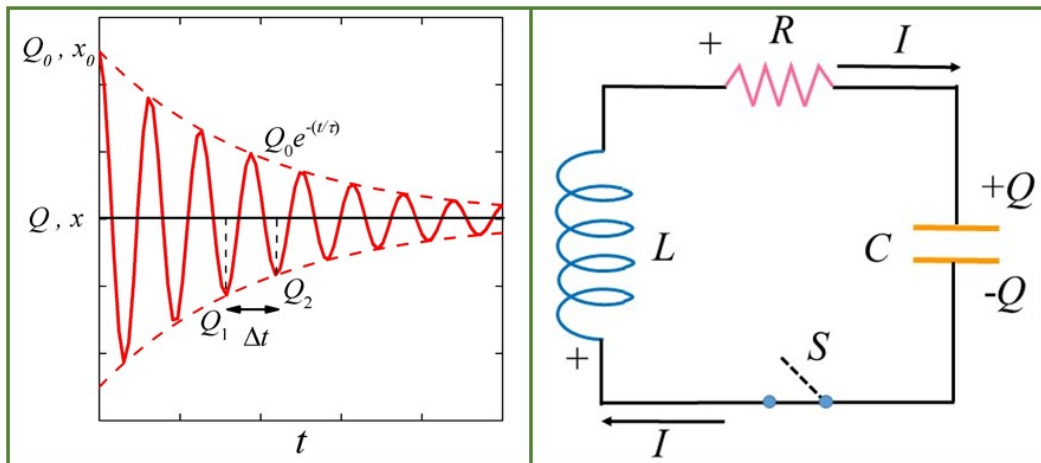 Q₀ , x₀
Q₀e^-(t/τ)
Q , x
Q₁
Q₂
Δt
t
+
R
I
L
C
+Q
-Q
+
S
I